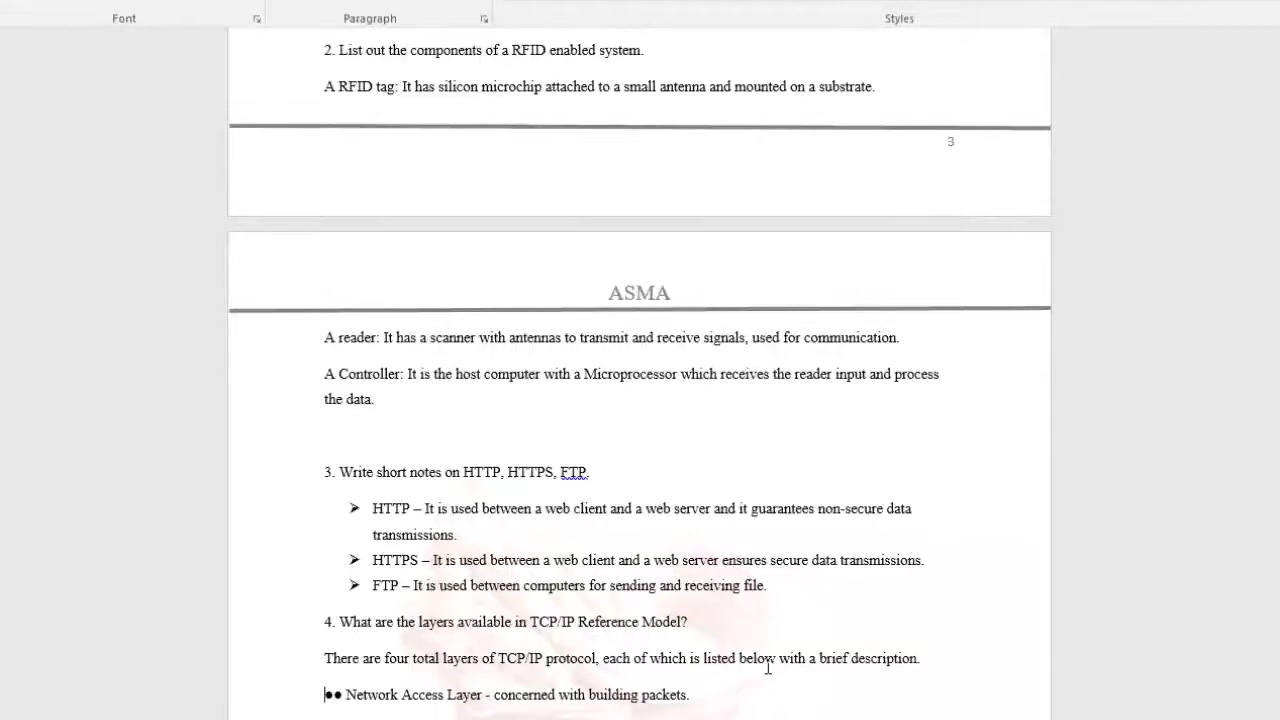 Font
Paragraph
Styles
2. List out the components of a RFID enabled system.
A RFID tag: It has silicon microchip attached to a small antenna and mounted on a substrate.
3
ASMA
A reader: It has a scanner with antennas to transmit and receive signals, used for communication.
A Controller: It is the host computer with a Microprocessor which receives the reader input and process
the data.
3. Write short notes on HTTP, HTTPS, FTP.
➤ HTTP – It is used between a web client and a web server and it guarantees non-secure data
transmissions.
➤ HTTPS – It is used between a web client and a web server ensures secure data transmissions.
➤ FTP – It is used between computers for sending and receiving file.
4. What are the layers available in TCP/IP Reference Model?
There are four total layers of TCP/IP protocol, each of which is listed below with a brief description.
●● Network Access Layer - concerned with building packets.